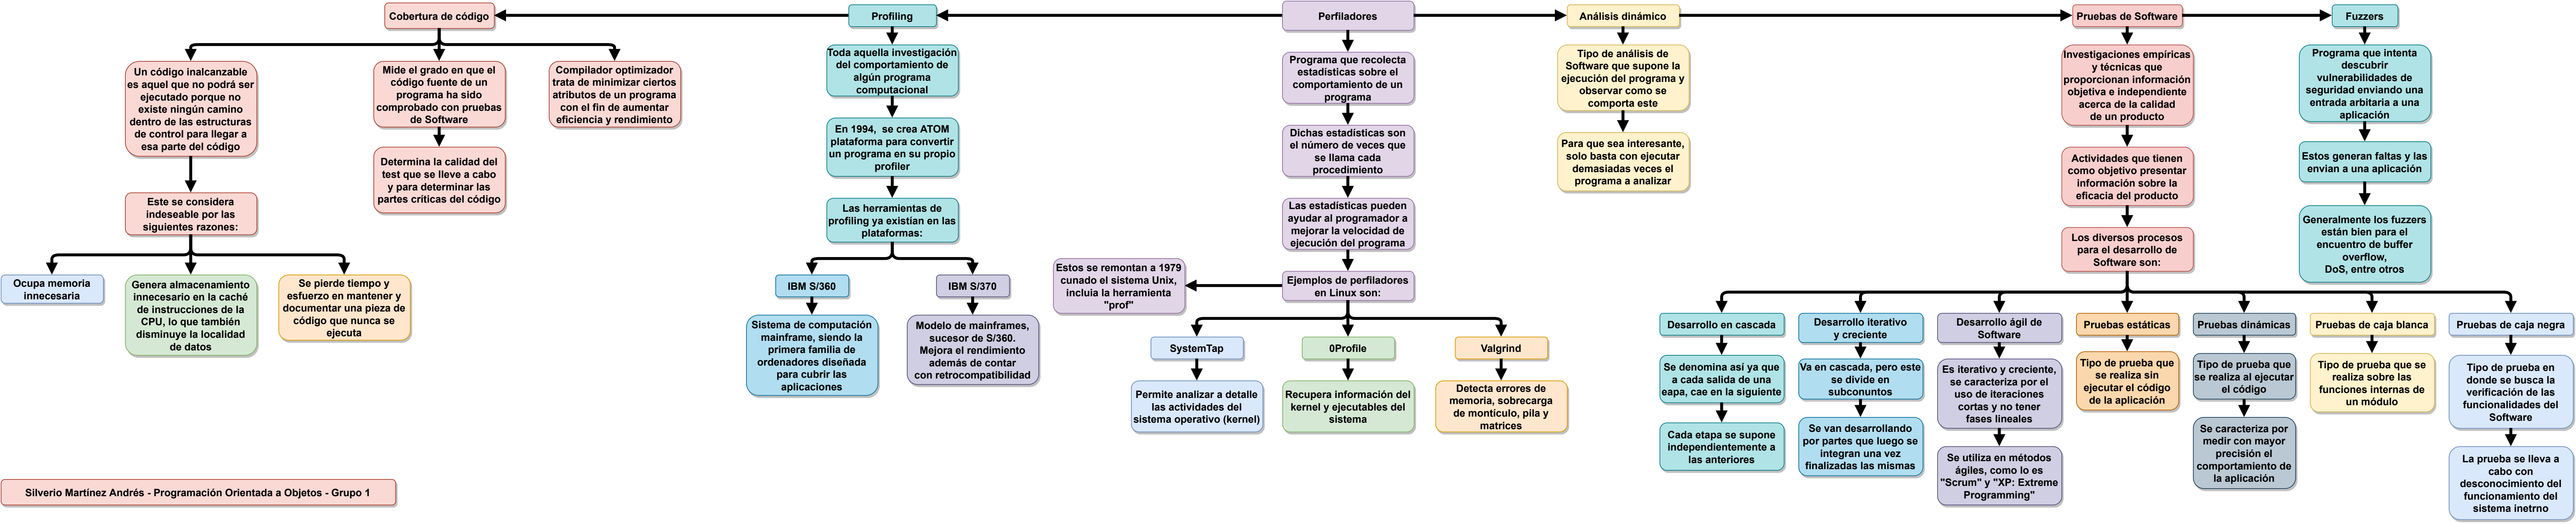 Cobertura de código
Profiling
Perfiladores
Análisis dinámico
Pruebas de Software
Fuzzers
Un código inalcanzable
es aquel que no podrá ser
ejecutado porque no
existe ningún camino
dentro de las estructuras
de control para llegar a
esa parte del código
Este se considera
indeseable por las
siguientes razones:
Ocupa memoria
innecesaria
Genera almacenamiento
innecesario en la caché
de instrucciones de la
CPU, lo que también
disminuye la localidad
de datos
Se pierde tiempo y
esfuerzo en mantener y
documentar una pieza de
código que nunca se
ejecuta
Mide el grado en que el
código fuente de un
programa ha sido
comprobado con pruebas
de Software
Determina la calidad del
test que se lleve a cabo
y para determinar las
partes críticas del código
Compilador optimizador
trata de minimizar ciertos
atributos de un programa
con el fin de aumentar
eficiencia y rendimiento
Toda aquella investigación
del comportamiento de
algún programa
computacional
En 1994, se crea ATOM
plataforma para convertir
un programa en su propio
profiler
Las herramientas de
profiling ya existían en las
plataformas:
IBM S/360
Sistema de computación
mainframe, siendo la
primera familia de
ordenadores diseñada
para cubrir las
aplicaciones
IBM S/370
Modelo de mainframes,
sucesor de S/360.
Mejora el rendimiento
además de contar
con retrocompatibilidad
Programa que recolecta
estadísticas sobre el
comportamiento de un
programa
Dichas estadísticas son
el número de veces que
se llama cada
procedimiento
Las estadísticas pueden
ayudar al programador a
mejorar la velocidad de
ejecución del programa
Estos se remontan a 1979
cunado el sistema Unix,
incluia la herramienta
"prof"
Ejemplos de perfiladores
en Linux son:
SystemTap
Permite analizar a detalle
las actividades del
sistema operativo (kernel)
0Profile
Recupera información del
kernel y ejecutables del
sistema
Valgrind
Detecta errores de
memoria, sobrecarga
de montículo, pila y
matrices
Tipo de análisis de
Software que supone la
ejecución del programa y
observar como se
comporta este
Para que sea interesante,
solo basta con ejecutar
demasiadas veces el
programa a analizar
Investigaciones empíricas
y técnicas que
proporcionan información
objetiva e independiente
acerca de la calidad
de un producto
Actividades que tienen
como objetivo presentar
información sobre la
eficacia del producto
Los diversos procesos
para el desarrollo de
Software son:
Desarrollo en cascada
Se denomina así ya que
a cada salida de una
eapa, cae en la siguiente
Cada etapa se supone
independientemente a
las anteriores
Desarrollo iterativo
y creciente
Va en cascada, pero este
se divide en
subconuntos
Se van desarrollando
por partes que luego se
integran una vez
finalizadas las mismas
Desarrollo ágil de
Software
Es iterativo y creciente,
se caracteriza por el
uso de iteraciones
cortas y no tener
fases lineales
Se utiliza en métodos
ágiles, como lo es
"Scrum" y "XP: Extreme
Programming"
Pruebas estáticas
Tipo de prueba que
se realiza sin
ejecutar el código
de la aplicación
Pruebas dinámicas
Tipo de prueba que
se realiza al ejecutar
el código
Se caracteriza por
medir con mayor
precisión el
comportamiento de
la aplicación
Pruebas de caja blanca
Tipo de prueba que se
realiza sobre las
funciones internas de
un módulo
Pruebas de caja negra
Tipo de prueba en
donde se busca la
verificación de las
funcionalidades del
Software
La prueba se lleva a
cabo con
desconocimiento del
funcionamiento del
sistema inetrno
Programa que intenta
descubrir
vulnerabilidades de
seguridad enviando una
entrada arbitaria a una
aplicación
Estos generan faltas y las
envian a una aplicación
Generalmente los fuzzers
están bien para el
encuentro de buffer
overflow,
DoS, entre otros
Silverio Martínez Andrés - Programación Orientada a Objetos - Grupo 1